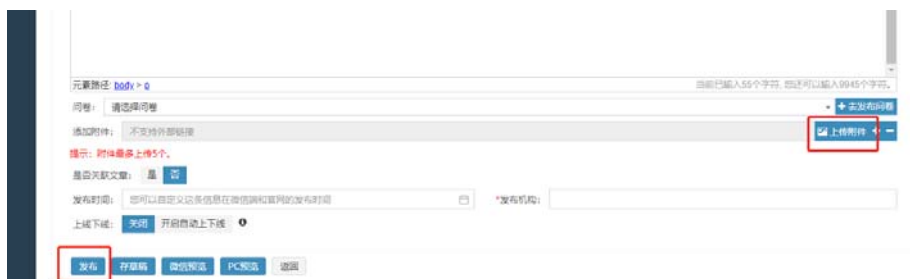 元素路径: body > p 当前已输入55个字符, 您还可以输入9945个字符。
问卷: 请选择问卷 + 去发布问卷
添加附件: 不支持外部链接 上传附件 + −
提示: 附件最多上传5个。
是否关联文章: 是 否
发布时间: 您可以自定义这条信息在微信端和官网的发布时间 *发布机构:
上线下线: 关闭 开启自动上下线
发布 存草稿 微信预览 PC预览 返回